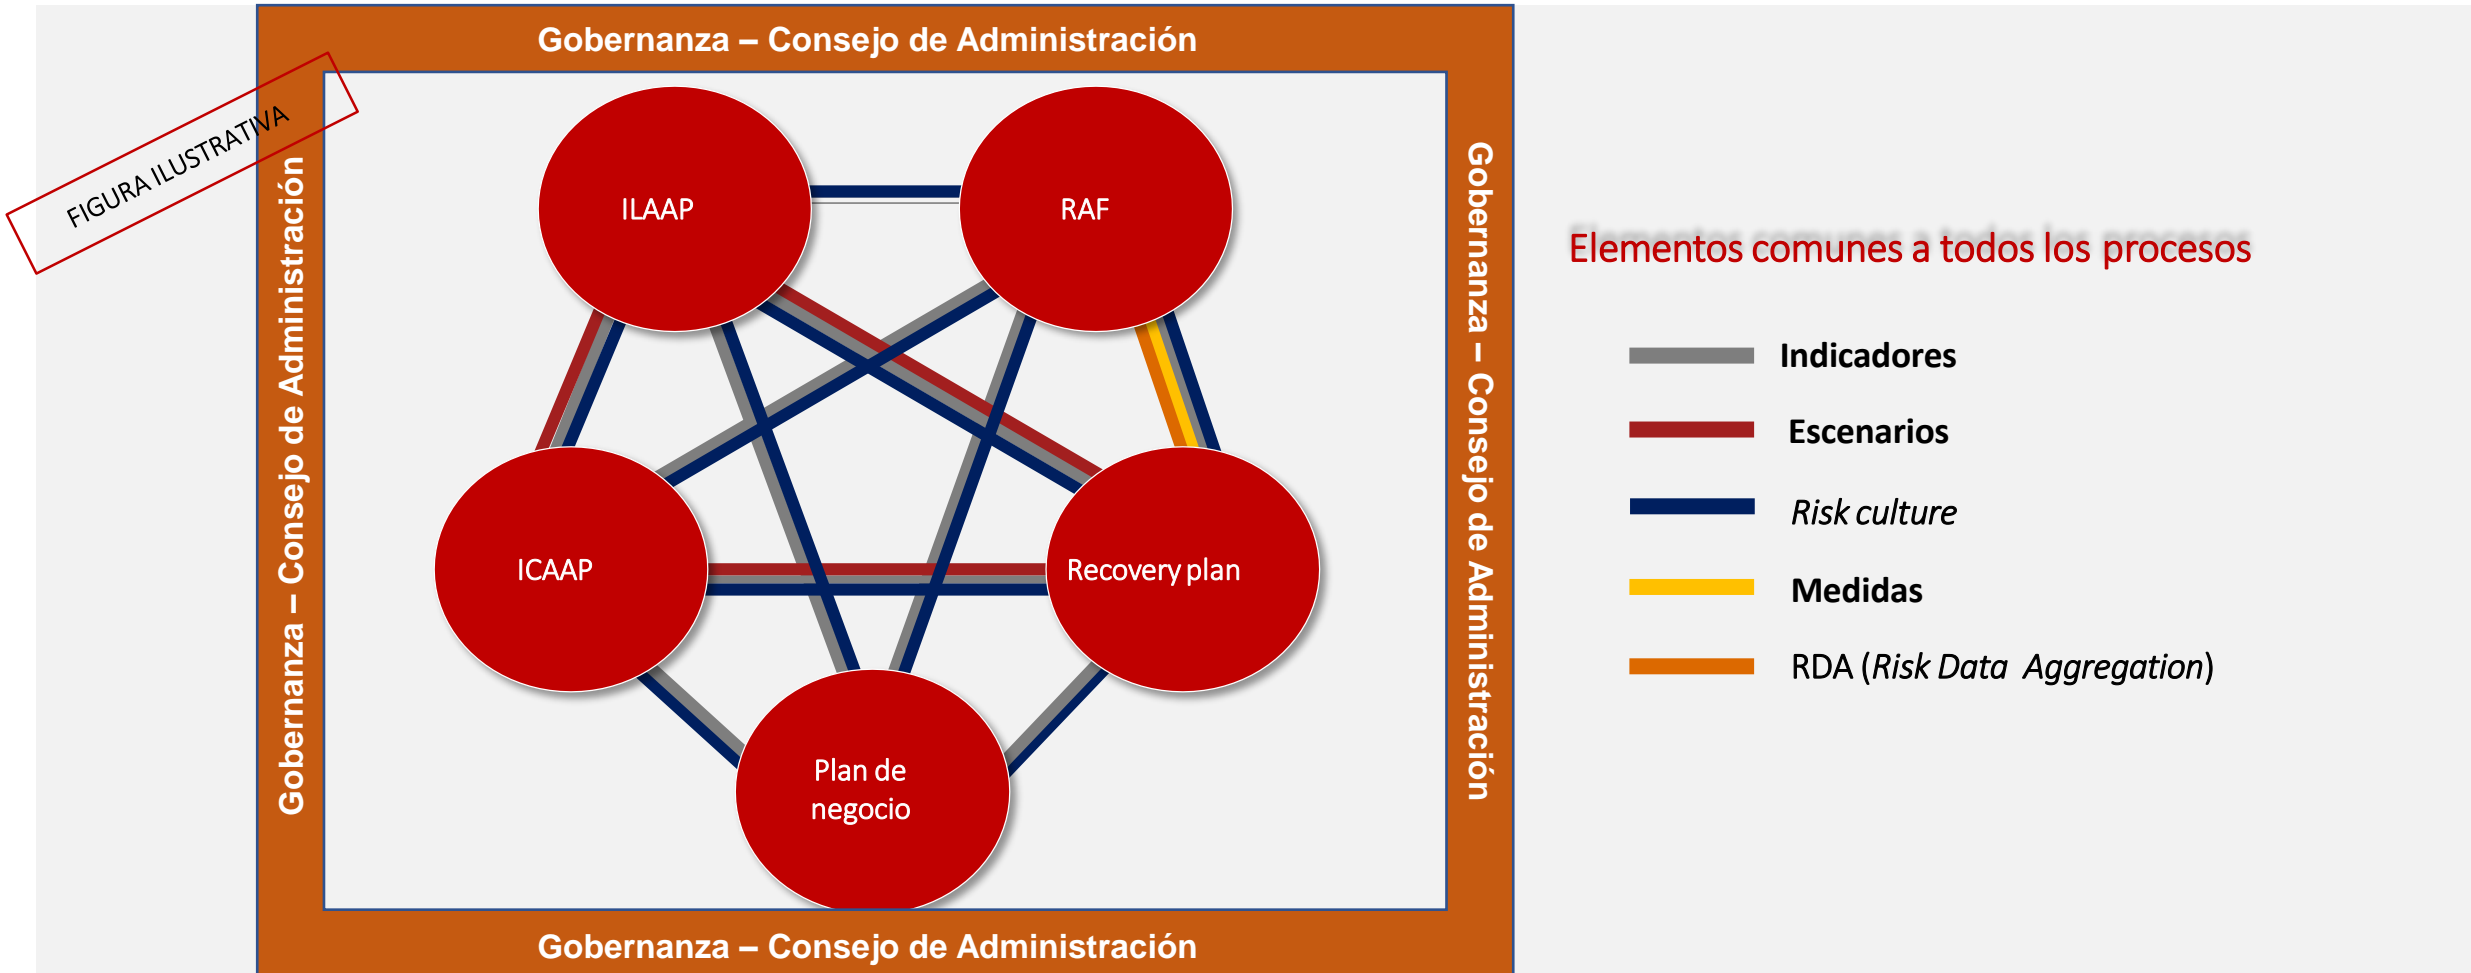 Gobernanza – Consejo de Administración
FIGURA ILUSTRATIVA
Gobernanza – Consejo de Administración
ILAAP
RAF
ICAAP
Recovery plan
Plan de
negocio
Gobernanza – Consejo de Administración
Gobernanza – Consejo de Administración
Elementos comunes a todos los procesos
Indicadores
Escenarios
Risk culture
Medidas
RDA (Risk Data Aggregation)